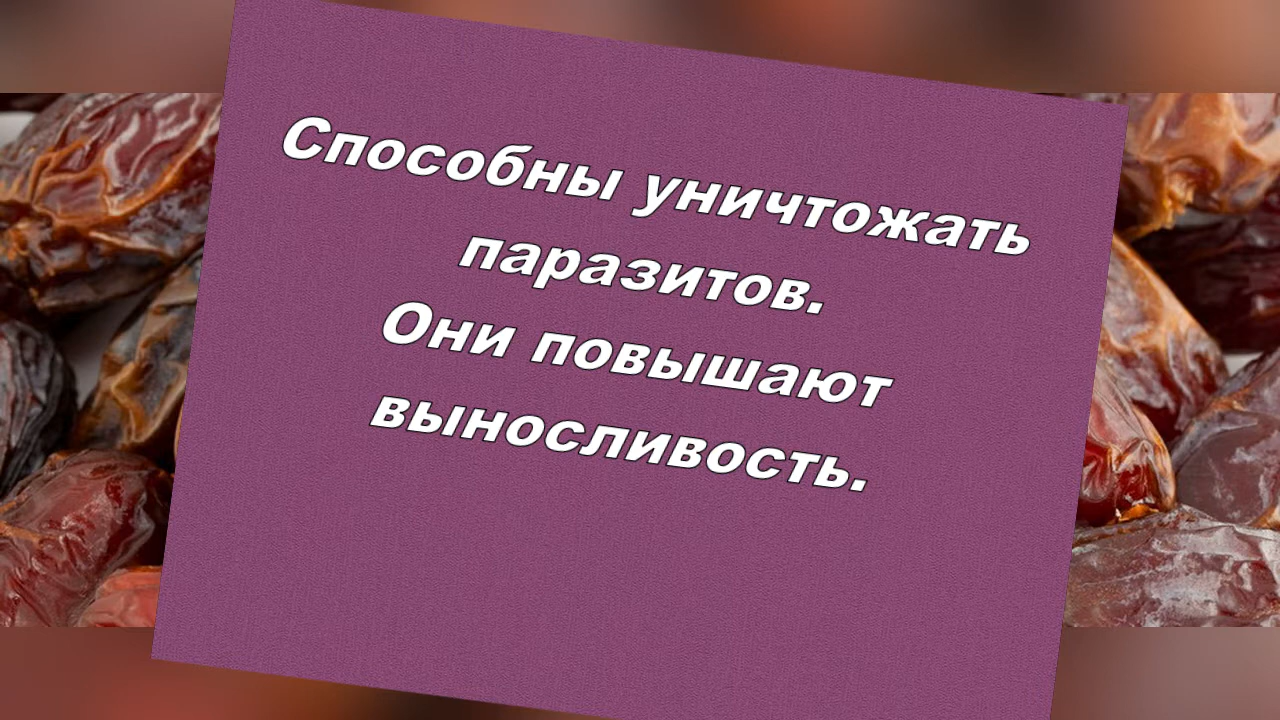 Способны уничтожать
паразитов.
Они повышают
выносливость.